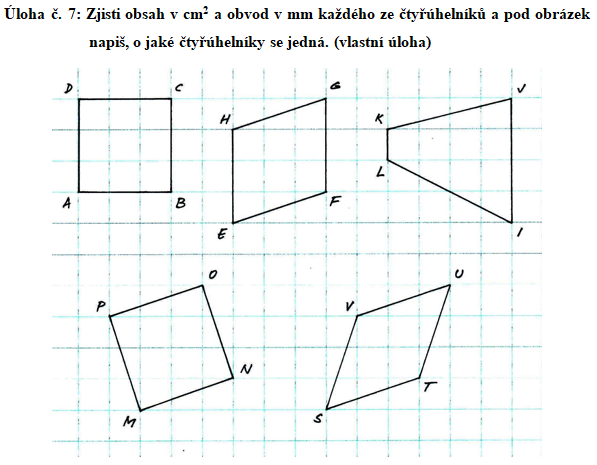 Úloha č. 7: Zjisti obsah v cm² a obvod v mm každého ze čtyřúhelníků a pod obrázek
napiš, o jaké čtyřúhelníky se jedná. (vlastní úloha)
D C G J
H K
L
A B F
E I
O U
P V
N T
M S